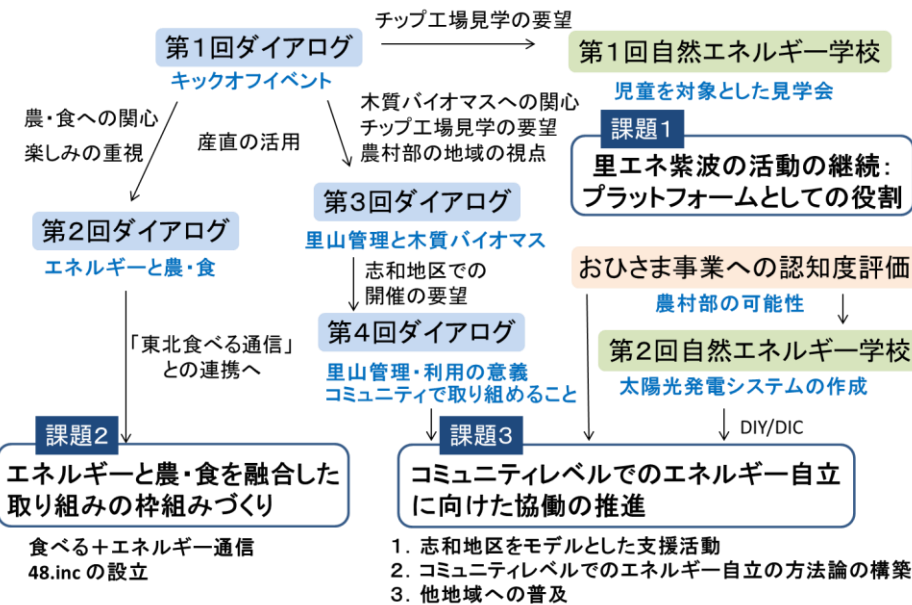 チップ工場見学の要望
第1回ダイアログ
キックオフイベント
第1回自然エネルギー学校
児童を対象とした見学会
農・食への関心
楽しみの重視
産直の活用
木質バイオマスへの関心
チップ工場見学の要望
農村部の地域の視点
課題1
里エネ紫波の活動の継続：
プラットフォームとしての役割
第2回ダイアログ
エネルギーと農・食
第3回ダイアログ
里山管理と木質バイオマス
志和地区での
開催の要望
おひさま事業への認知度評価
農村部の可能性
第4回ダイアログ
里山管理・利用の意義
コミュニティで取り組めること
第2回自然エネルギー学校
太陽光発電システムの作成
「東北食べる通信」
との連携へ
DIY/DIC
課題2
エネルギーと農・食を融合した
取り組みの枠組みづくり
食べる＋エネルギー通信
48.inc の設立
課題3
コミュニティレベルでのエネルギー自立
に向けた協働の推進
1．志和地区をモデルとした支援活動
2．コミュニティレベルでのエネルギー自立の方法論の構築
3．他地域への普及